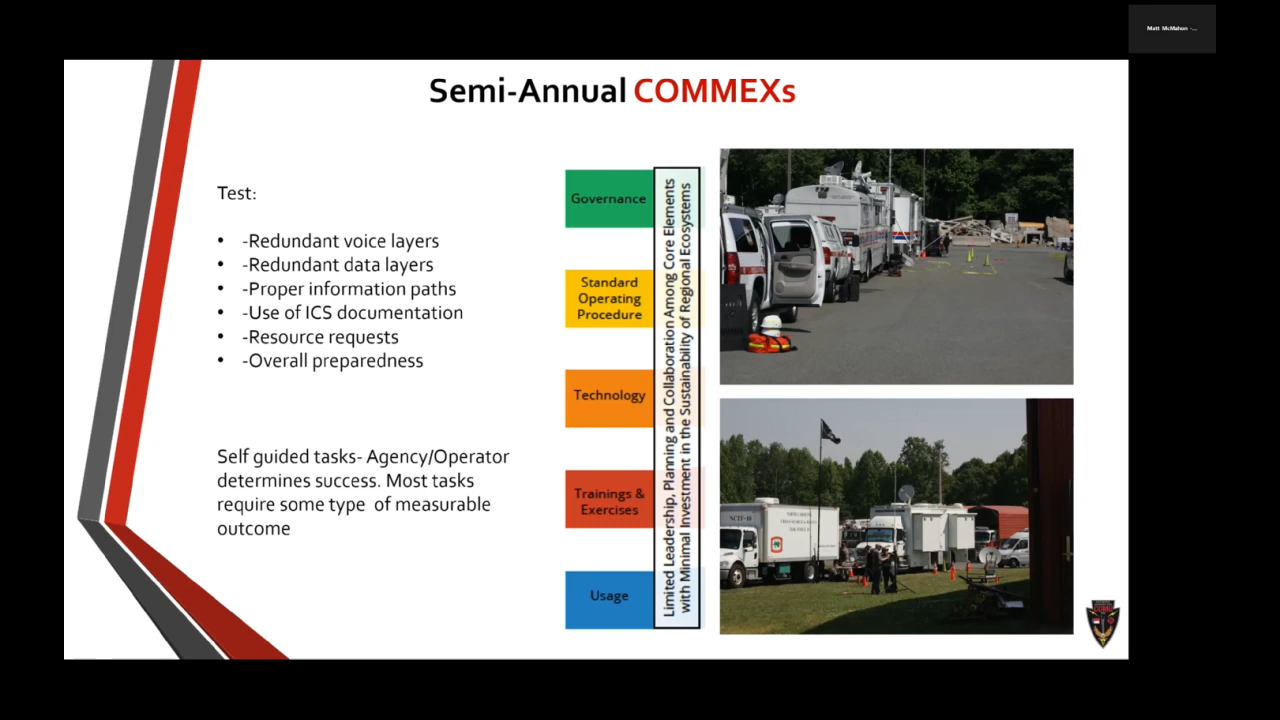 Matt McMahon -...
Semi-Annual COMMEXs
Test:
• -Redundant voice layers
• -Redundant data layers
• -Proper information paths
• -Use of ICS documentation
• -Resource requests
• -Overall preparedness
Self guided tasks- Agency/Operator
determines success. Most tasks
require some type of measurable
outcome
Governance
Standard
Operating
Procedure
Technology
Trainings &
Exercises
Usage
Limited Leadership, Planning and Collaboration Among Core Elements
with Minimal Investment in the Sustainability of Regional Ecosystems